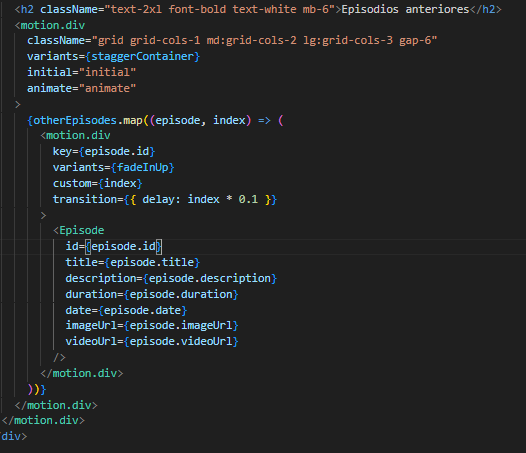 <h2 className="text-2xl font-bold text-white mb-6">Episodios anteriores</h2>
<motion.div
className="grid grid-cols-1 md:grid-cols-2 lg:grid-cols-3 gap-6"
variants={staggerContainer}
initial="initial"
animate="animate"
>
{otherEpisodes.map((episode, index) => (
<motion.div
key={episode.id}
variants={fadeInUp}
custom={index}
transition={{ delay: index * 0.1 }}
>
<Episode
id={episode.id}
title={episode.title}
description={episode.description}
duration={episode.duration}
date={episode.date}
imageUrl={episode.imageUrl}
videoUrl={episode.videoUrl}
/>
</motion.div>
))}
</motion.div>
</motion.div>
div>